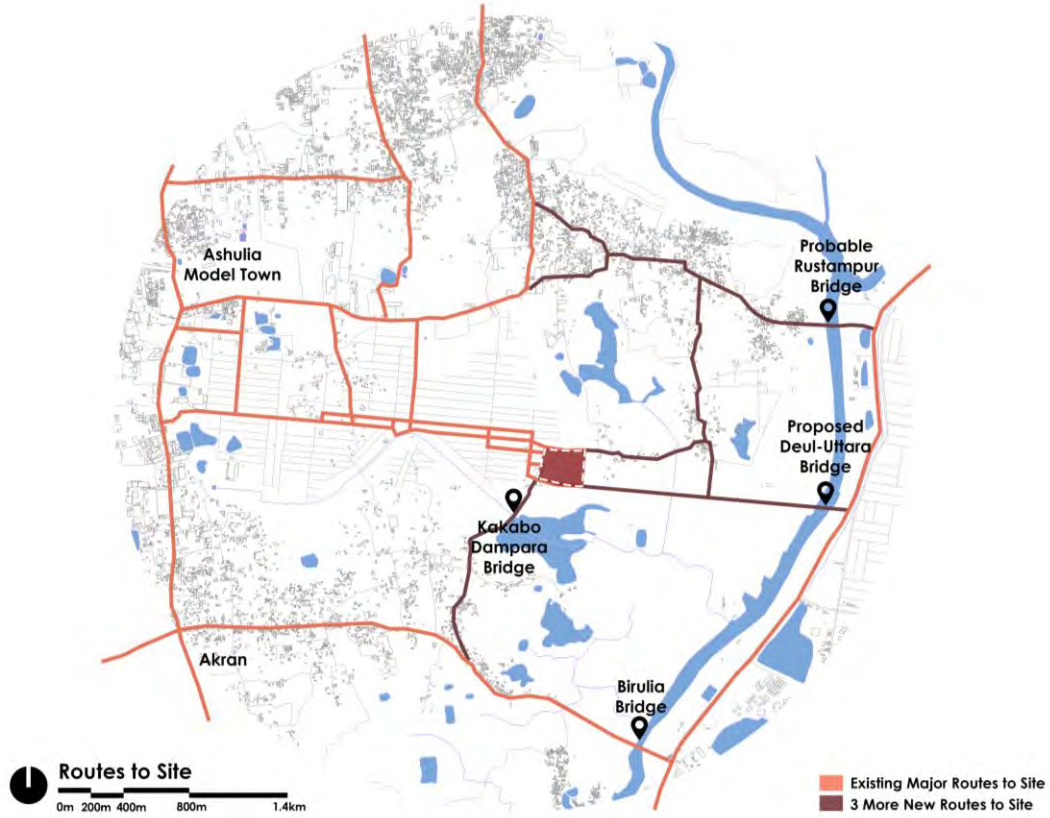 Probable
Rustampur
Bridge
Ashulia
Model Town
Proposed
Deul-Uttara
Bridge
Kakabo
Dampara
Bridge
Akran
Birulia
Bridge
Routes to Site
0m 200m 400m 800m 1.4km
Existing Major Routes to Site
3 More New Routes to Site